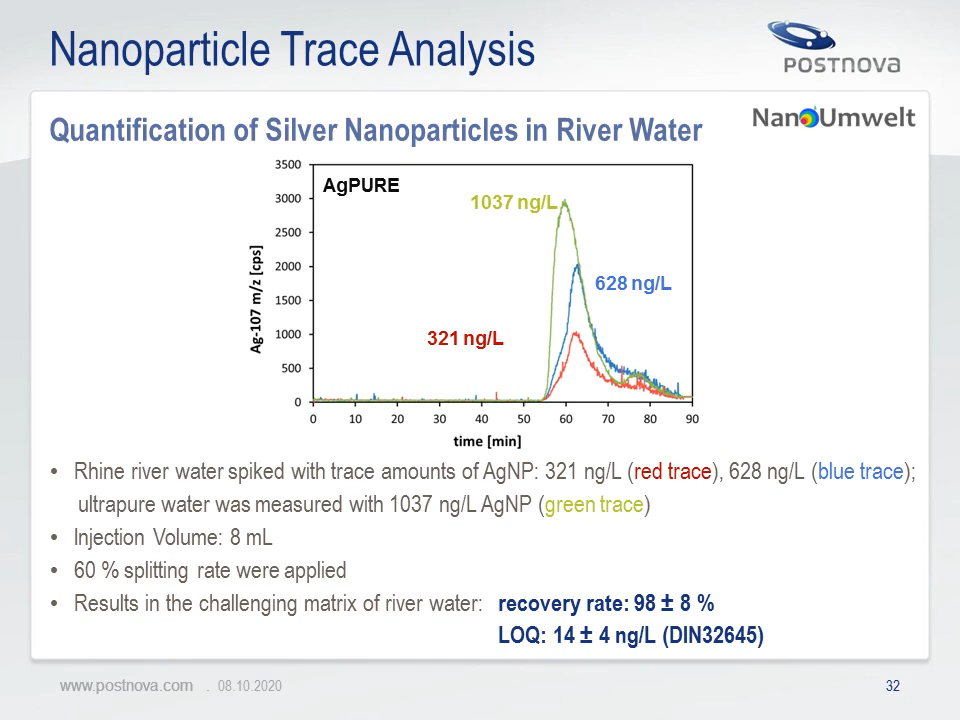 Nanoparticle Trace Analysis
POSTNOVA
Quantification of Silver Nanoparticles in River Water
NanoUmwelt
AgPURE
1037 ng/L
628 ng/L
321 ng/L
Ag-107 m/z [cps]
3500
3000
2500
2000
1500
1000
500
0
0 10 20 30 40 50 60 70 80 90
time [min]
• Rhine river water spiked with trace amounts of AgNP: 321 ng/L (red trace), 628 ng/L (blue trace);
ultrapure water was measured with 1037 ng/L AgNP (green trace)
• Injection Volume: 8 mL
• 60 % splitting rate were applied
• Results in the challenging matrix of river water: recovery rate: 98 ± 8 %
LOQ: 14 ± 4 ng/L (DIN32645)
www.postnova.com . 08.10.2020 32